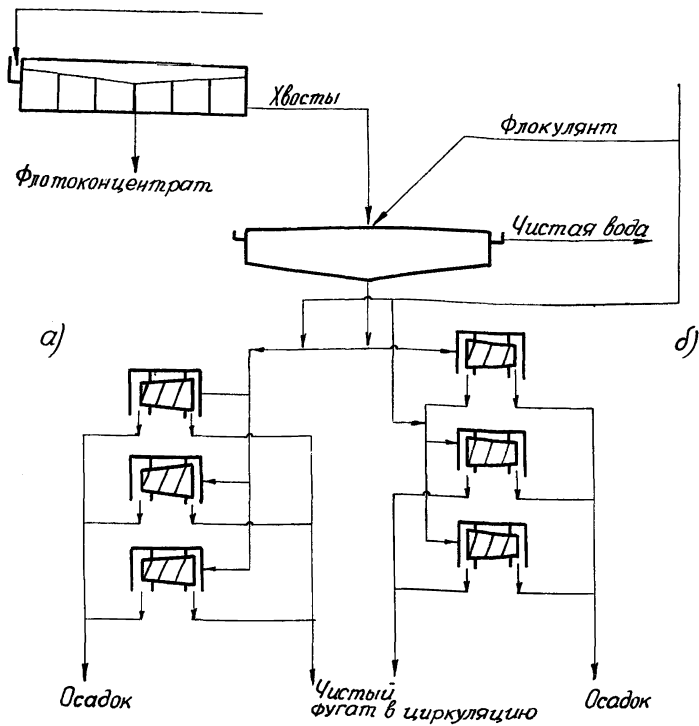 Хвосты
Флокулянт
Флотоконцентрат
Чистая вода
а)
б)
Осадок
Чистый
фугат в циркуляцию
Осадок